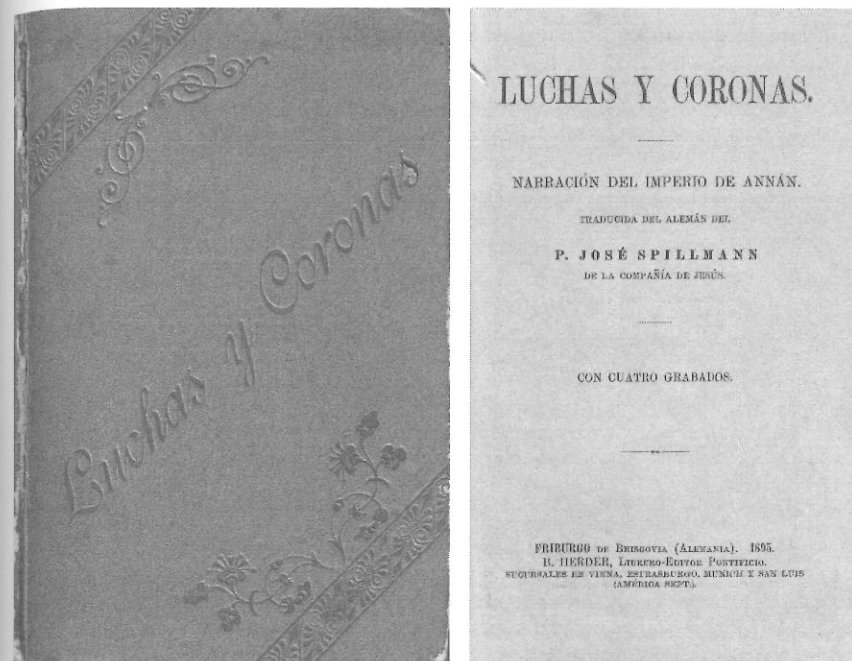 Luchas y Coronas
LUCHAS Y CORONAS.
NARRACIÓN DEL IMPERIO DE ANNÁN.
TRADUCIDA DEL ALEMÁN DEL
P. JOSÉ SPILLMANN
DE LA COMPAÑÍA DE JESÚS.
CON CUATRO GRABADOS.
FRIBURGO DE BRISGOVIA (ALEMANIA). 1895.
B. HERDER, LIBRERO-EDITOR PONTIFICIO.
SUCURSALES EN VIENA, ESTRASBURGO, MUNICH Y SAN LUIS
(AMÉRICA SEPT.).